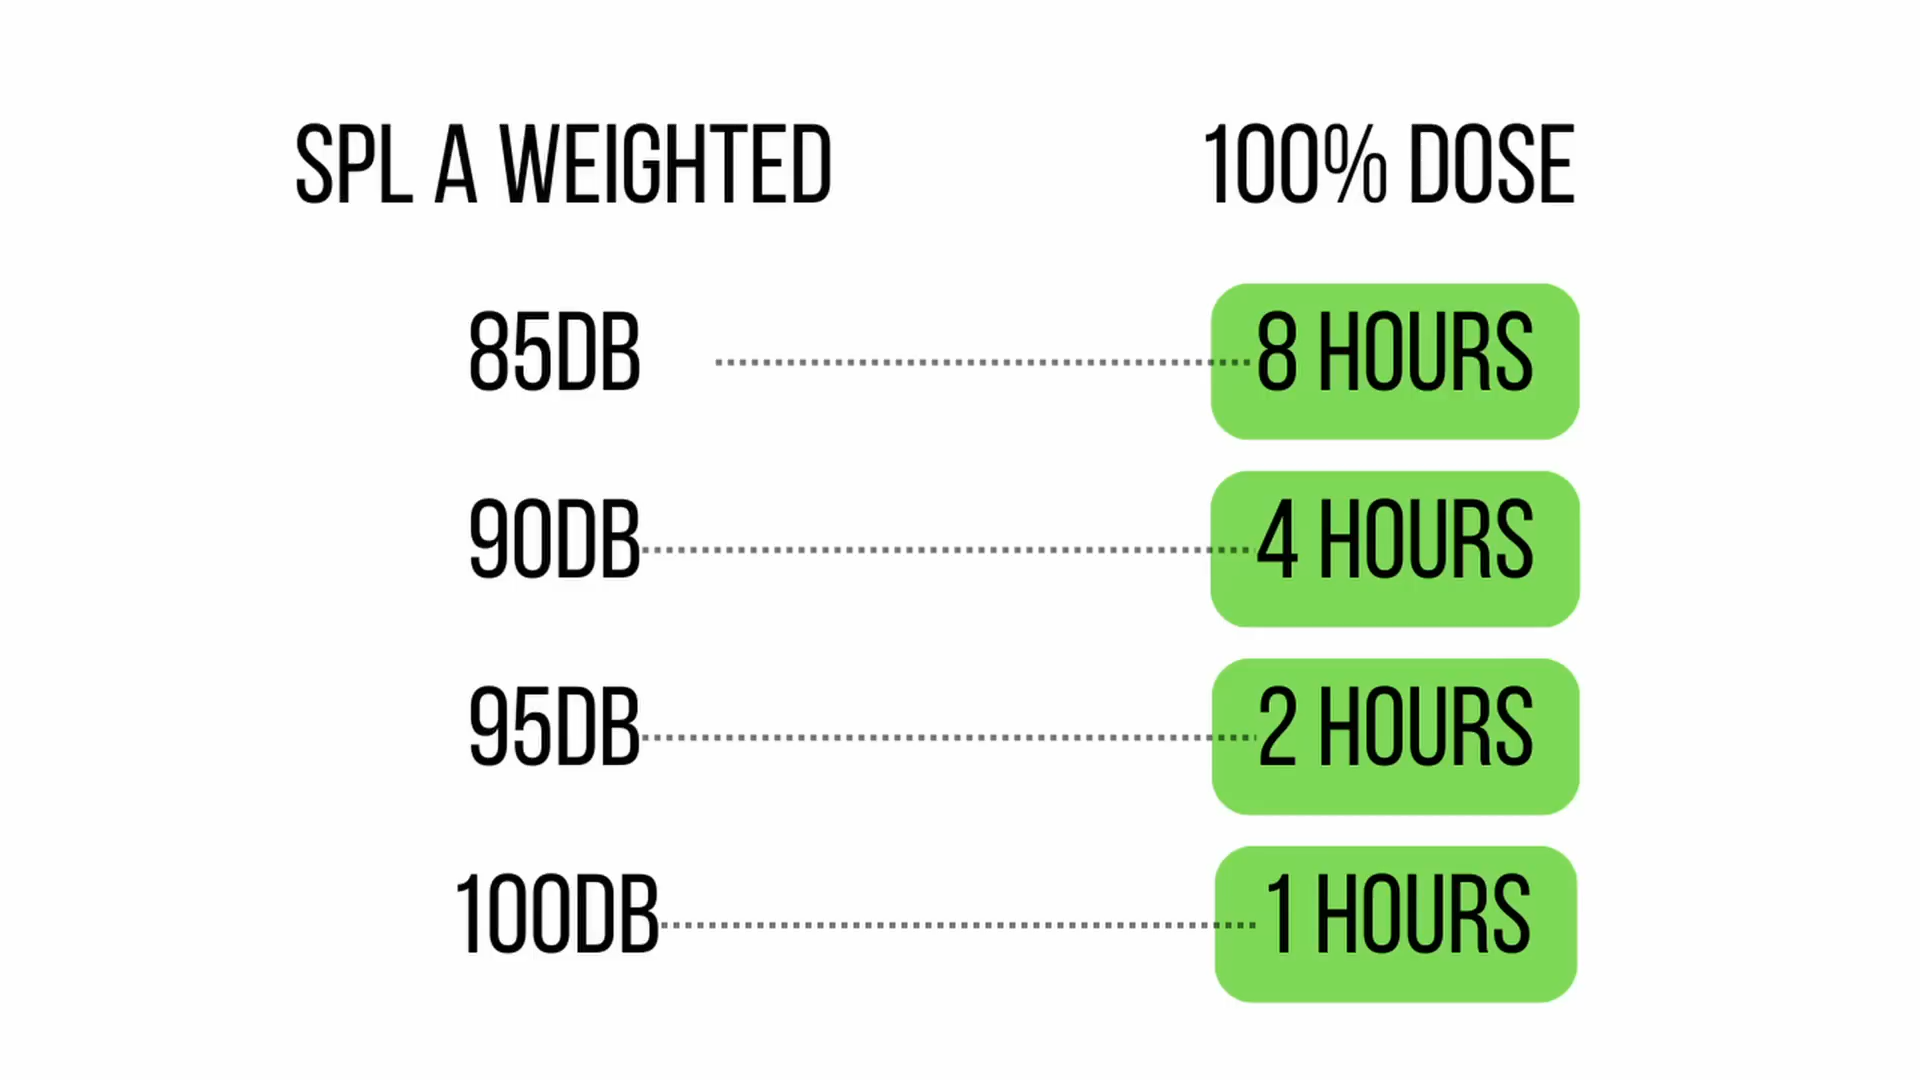 SPL A WEIGHTED 100% DOSE
85DB 8 HOURS
90DB 4 HOURS
95DB 2 HOURS
100DB 1 HOURS